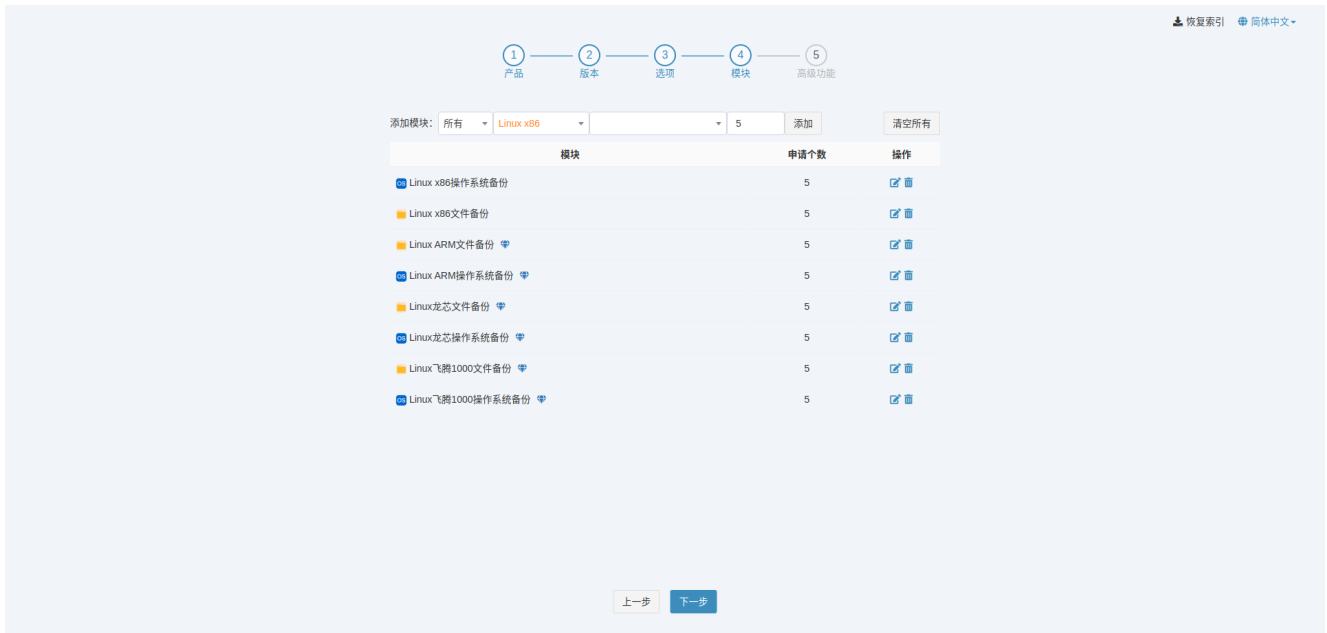 恢复索引 简体中文
1 2 3 4 5
产品 版本 选项 模块 高级功能
添加模块： 所有 Linux x86 5 添加 清空所有
模块 申请个数 操作
OS Linux x86操作系统备份 5
Linux x86文件备份 5
Linux ARM文件备份 5
OS Linux ARM操作系统备份 5
Linux龙芯文件备份 5
OS Linux龙芯操作系统备份 5
Linux飞腾1000文件备份 5
OS Linux飞腾1000操作系统备份 5
上一步 下一步